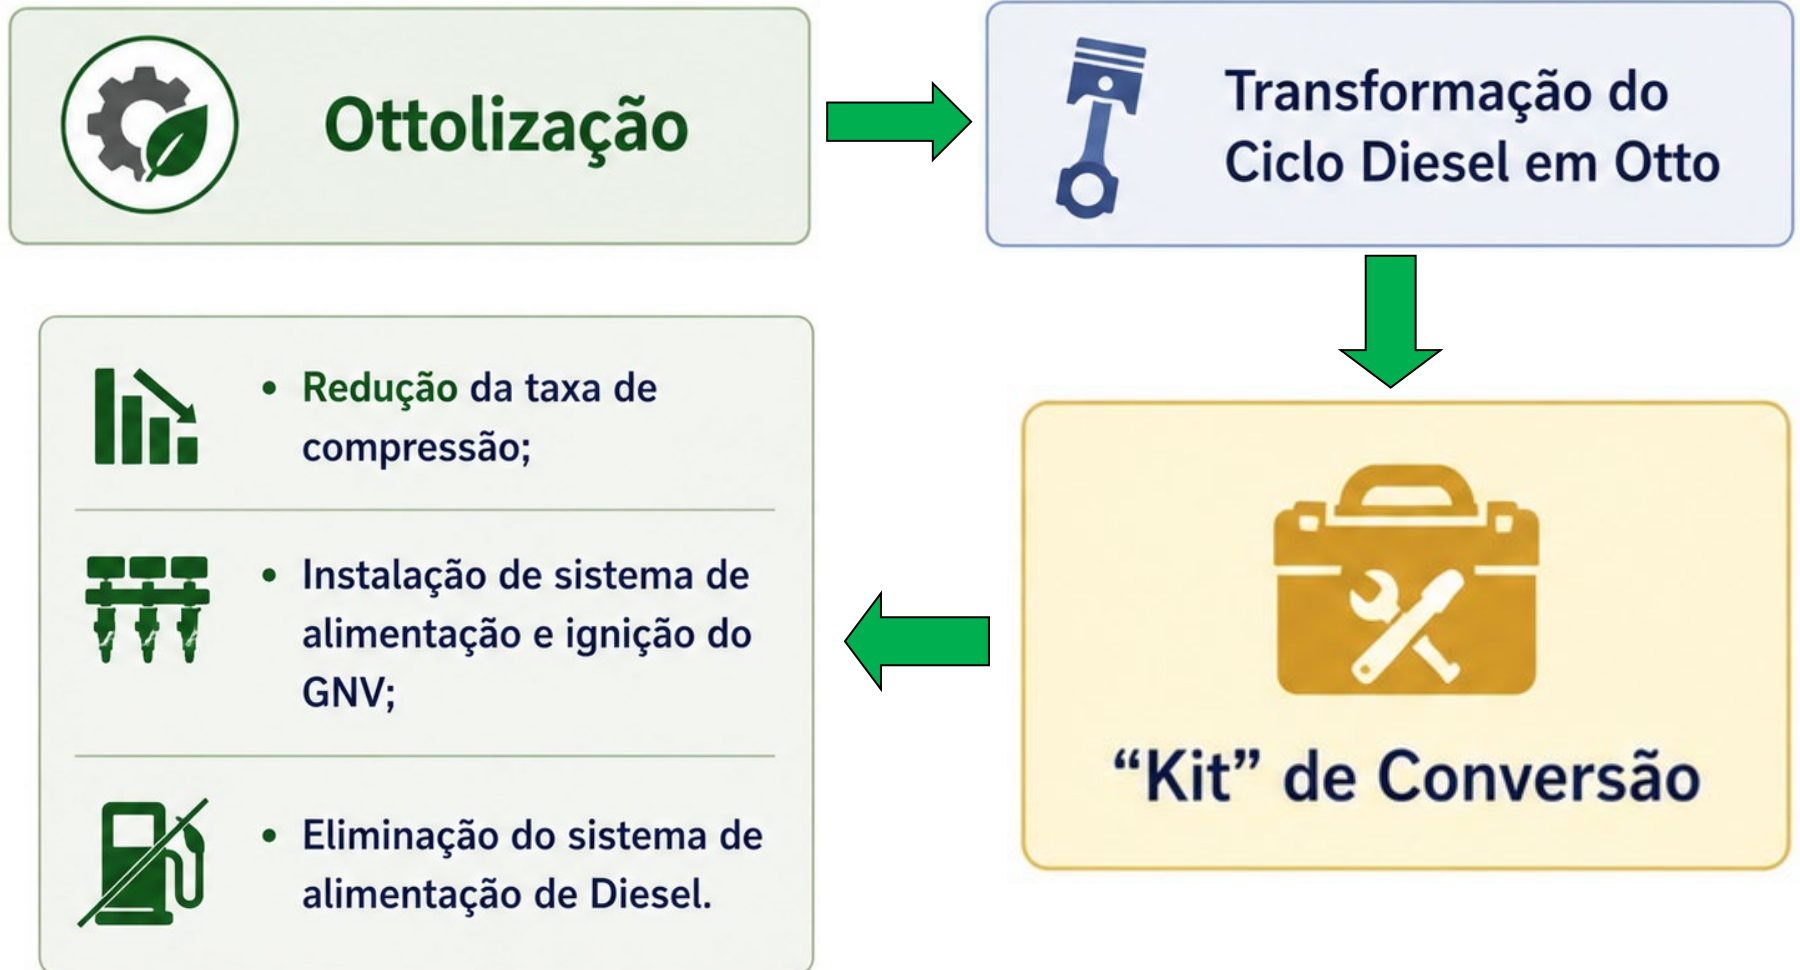 Ottolização
Transformação do
Ciclo Diesel em Otto
“Kit” de Conversão
• Redução da taxa de
compressão;
• Instalação de sistema de
alimentação e ignição do
GNV;
• Eliminação do sistema de
alimentação de Diesel.